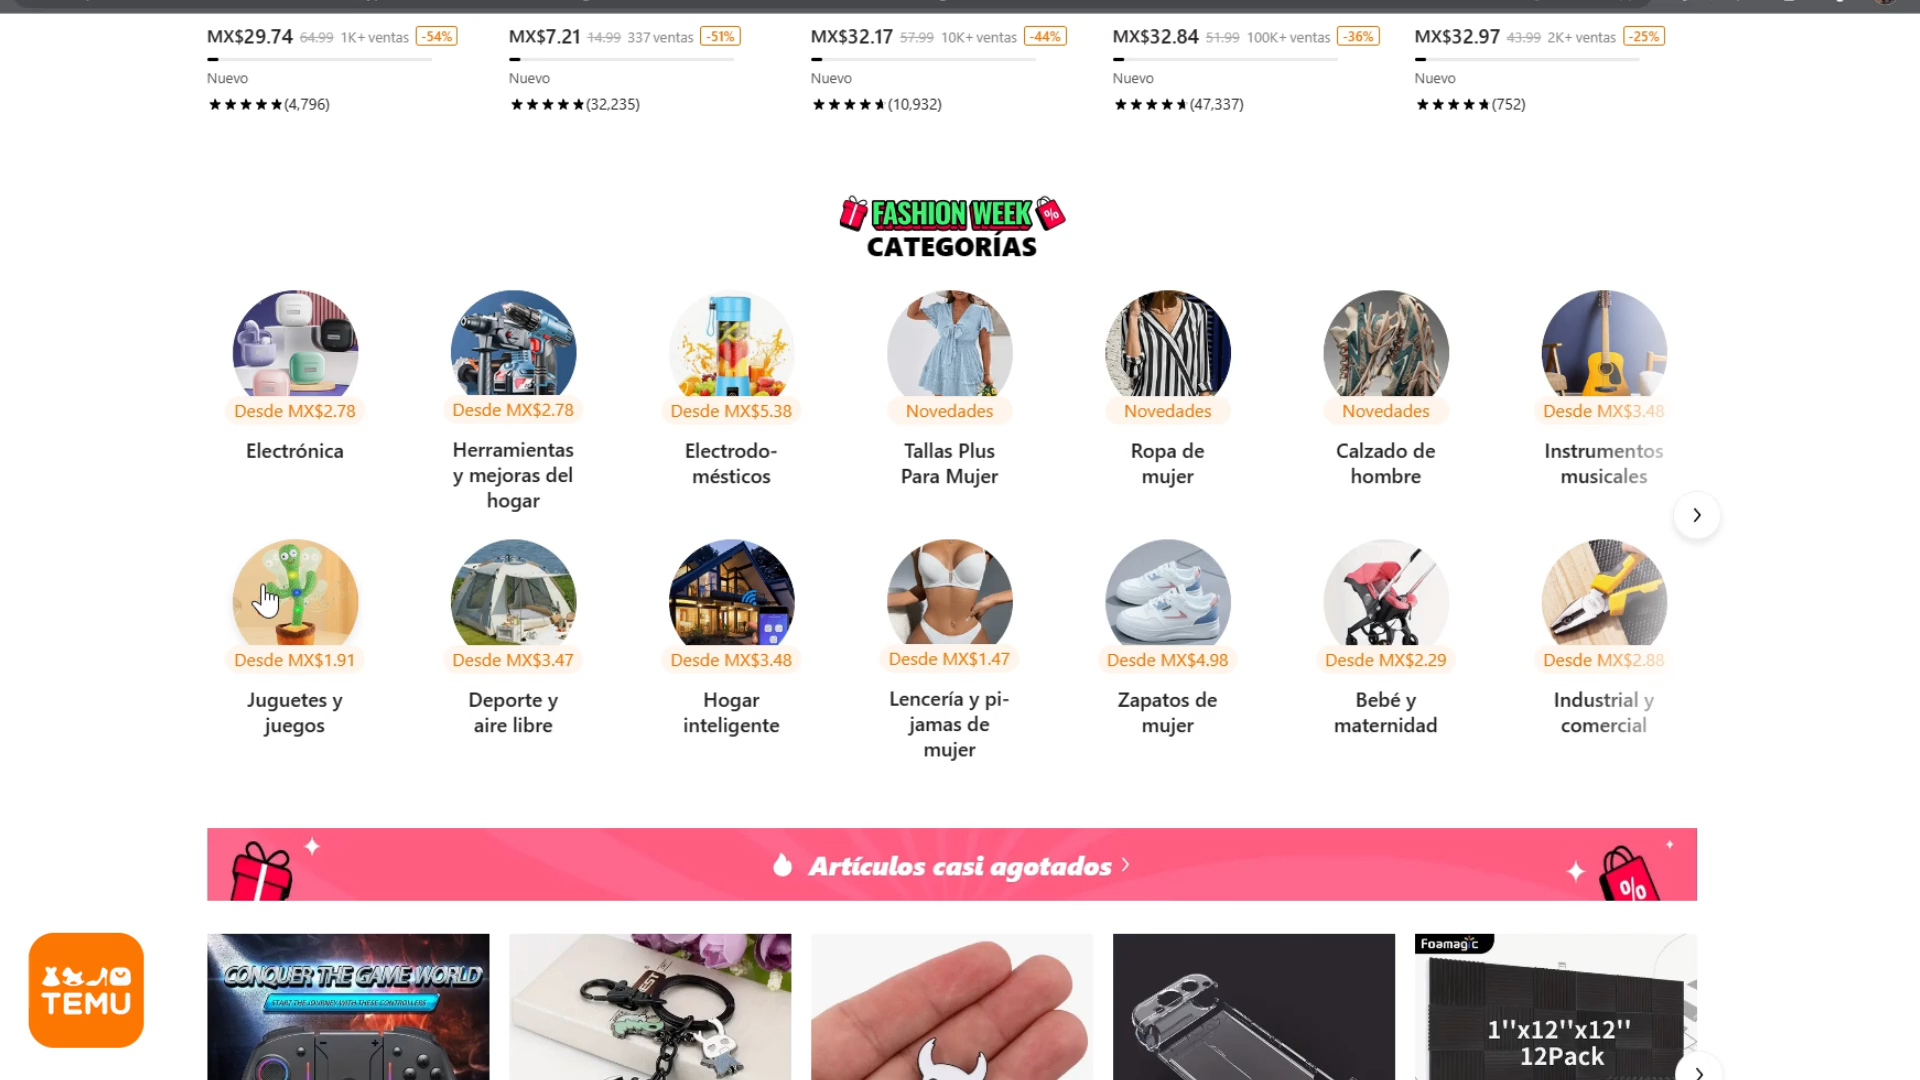 MX$29.74 64.99 1K+ ventas -54%
Nuevo
(4,796)
MX$7.21 14.99 337 ventas -51%
Nuevo
(32,235)
MX$32.17 57.99 10K+ ventas -44%
Nuevo
(10,932)
MX$32.84 51.99 100K+ ventas -36%
Nuevo
(47,337)
MX$32.97 43.99 2K+ ventas -25%
Nuevo
(752)
FASHION WEEK
%
CATEGORÍAS
Desde MX$2.78
Electrónica
Desde MX$2.78
Herramientas
y mejoras del
hogar
Desde MX$5.38
Electrodo-
mésticos
Novedades
Tallas Plus
Para Mujer
Novedades
Ropa de
mujer
Novedades
Calzado de
hombre
Desde MX$3.48
Instrumentos
musicales
Desde MX$1.91
Juguetes y
juegos
Desde MX$3.47
Deporte y
aire libre
Desde MX$3.48
Hogar
inteligente
Desde MX$1.47
Lencería y pi-
jamas de
mujer
Desde MX$4.98
Zapatos de
mujer
Desde MX$2.29
Bebé y
maternidad
Desde MX$2.88
Industrial y
comercial
Artículos casi agotados
%
TEMU
CONQUER THE GAME WORLD
START THE JOURNEY WITH THESE CONTROLLERS
Foamagic
1''x12''x12''
12Pack